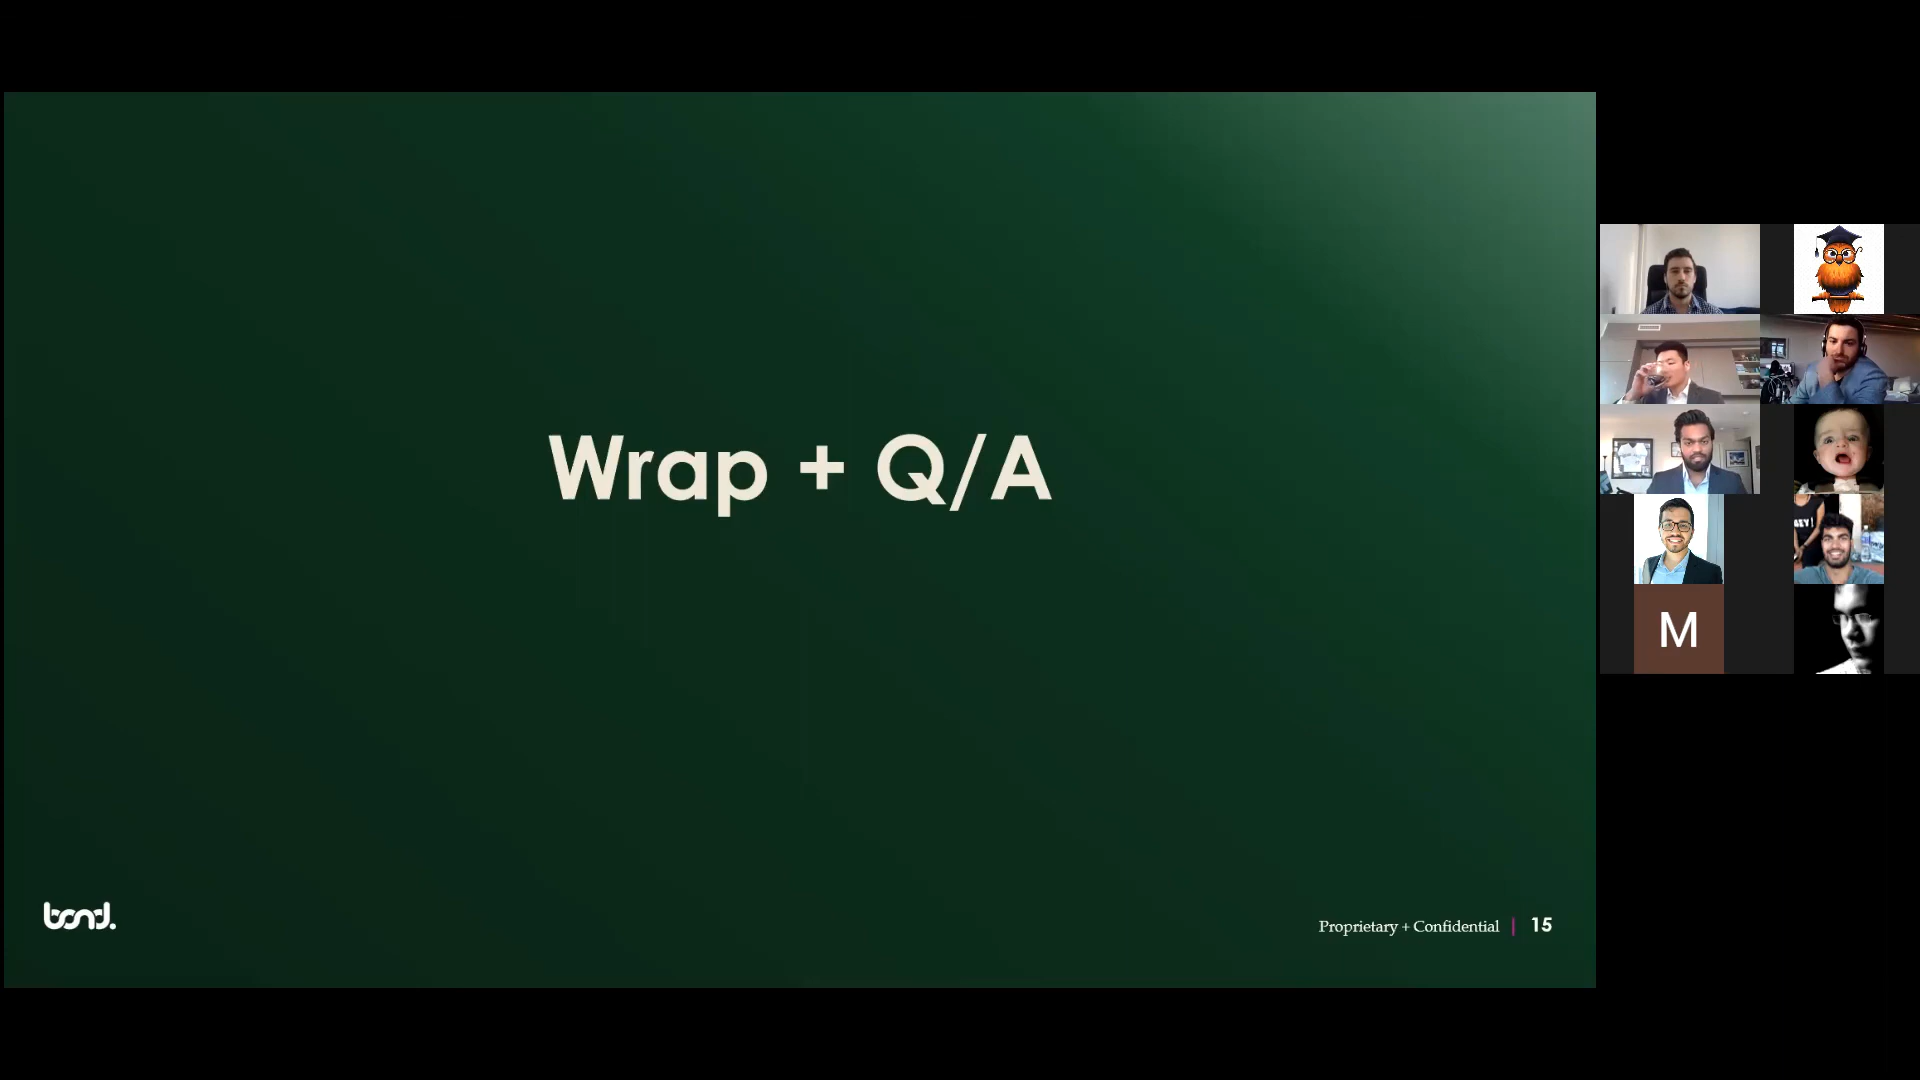 Wrap + Q/A
bond.
Proprietary + Confidential | 15
M